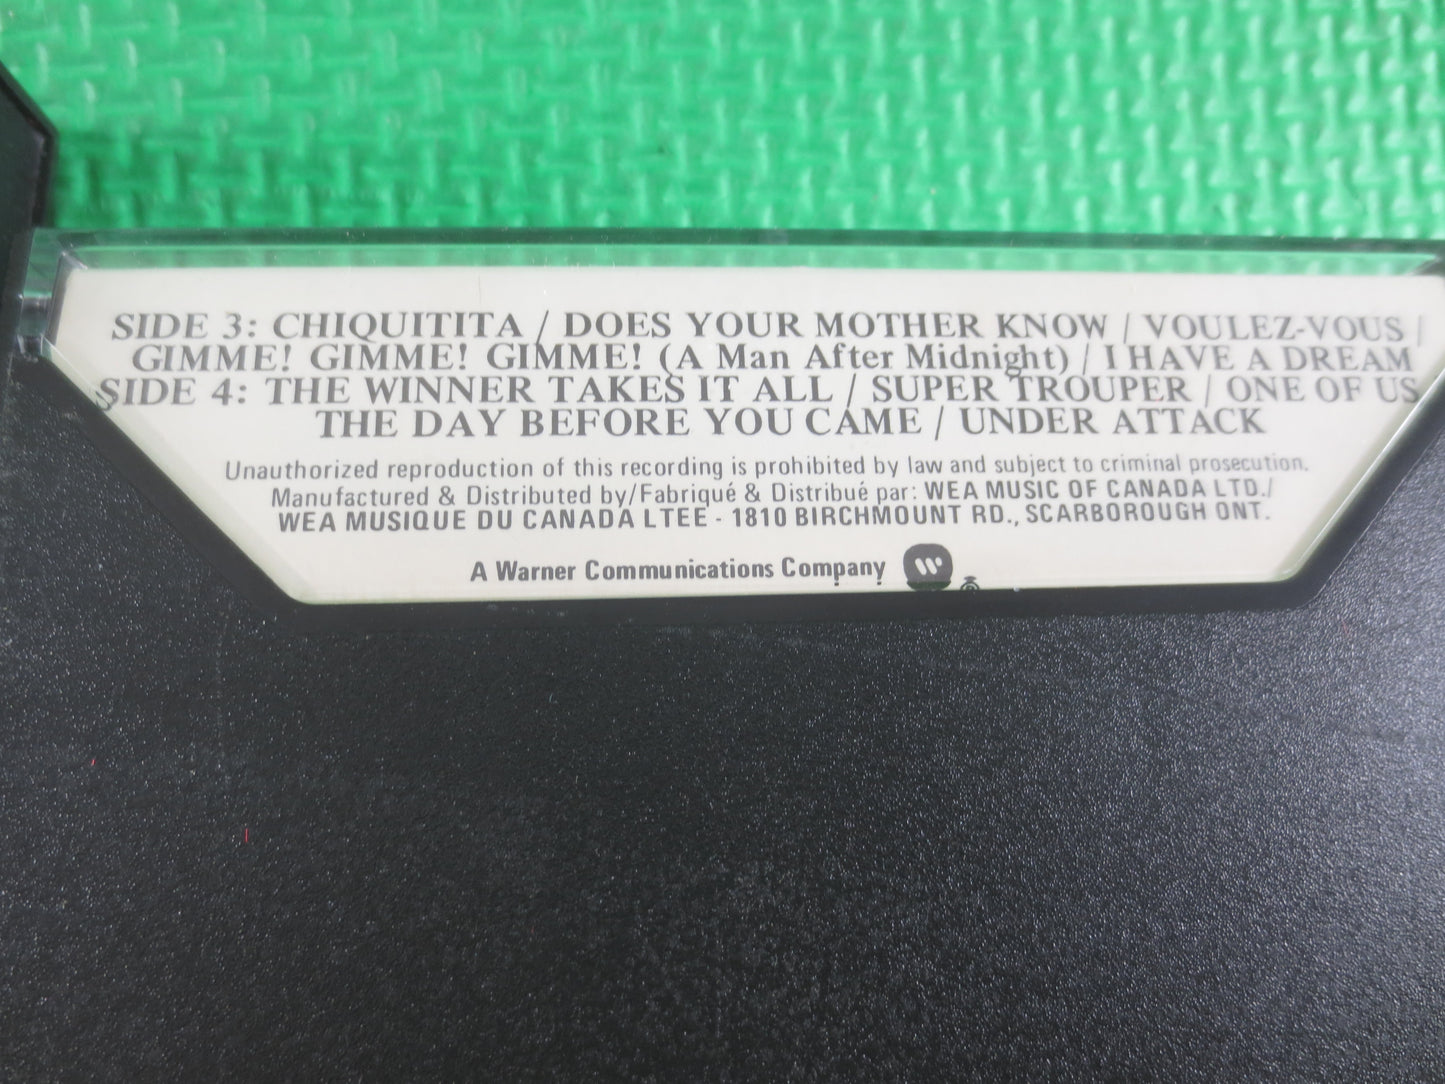 SIDE 3: CHIQUITITA / DOES YOUR MOTHER KNOW / VOULEZ-VOUS /
GIMME! GIMME! GIMME! (A Man After Midnight) / I HAVE A DREAM
SIDE 4: THE WINNER TAKES IT ALL / SUPER TROUPER / ONE OF US
THE DAY BEFORE YOU CAME / UNDER ATTACK
Unauthorized reproduction of this recording is prohibited by law and subject to criminal prosecution.
Manufactured & Distributed by/Fabriqué & Distribué par: WEA MUSIC OF CANADA LTD./
WEA MUSIQUE DU CANADA LTEE - 1810 BIRCHMOUNT RD., SCARBOROUGH ONT.
A Warner Communications Company